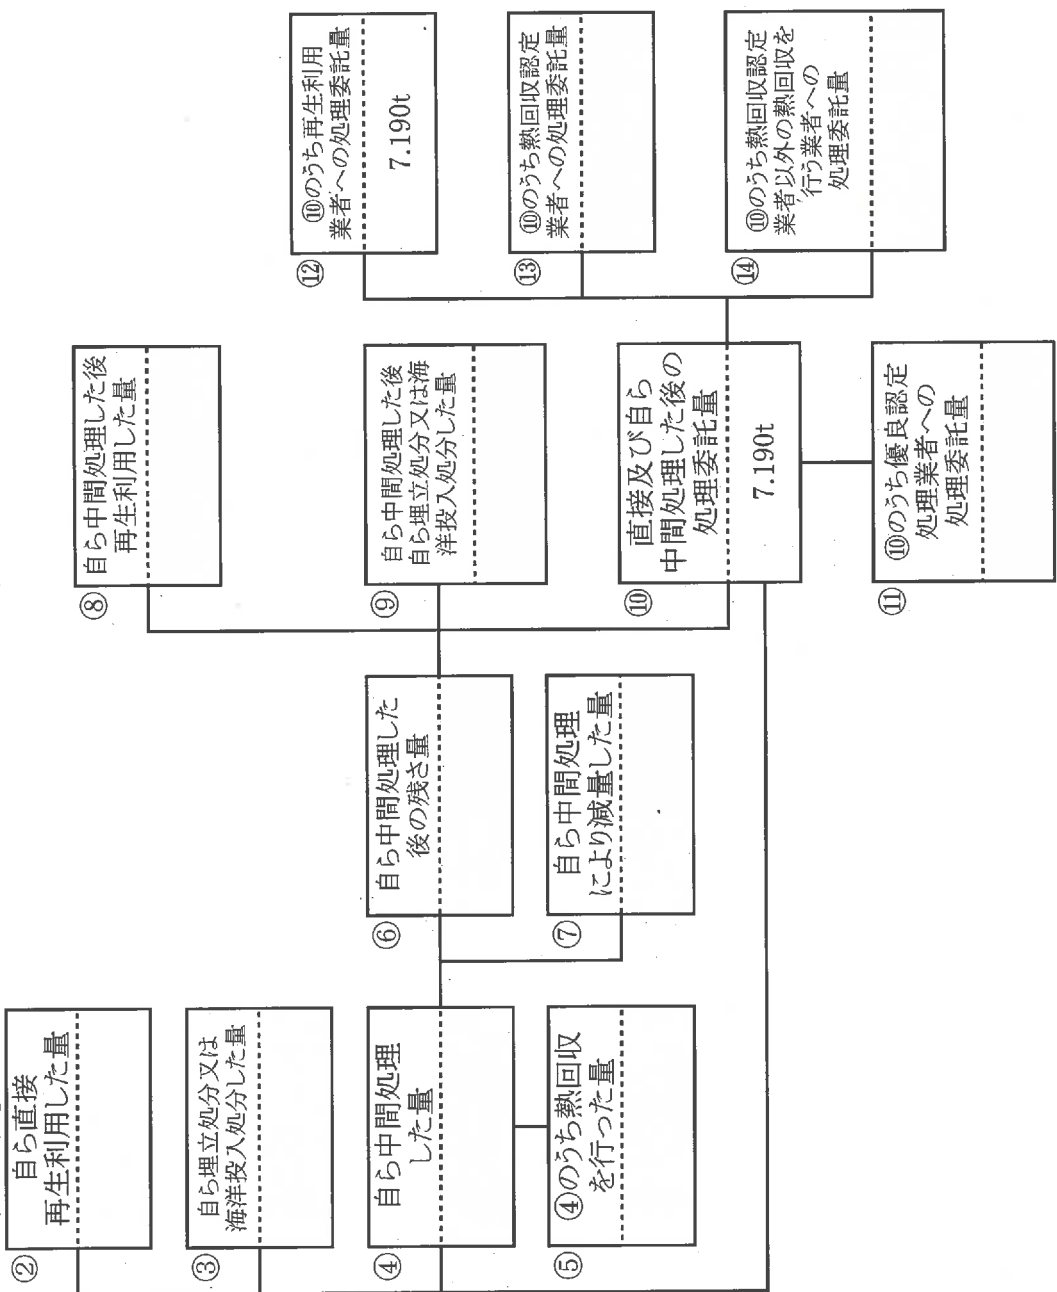 ②
自ら直接
再生利用した量
③
自ら埋立処分又は
海洋投入処分した量
④
自ら中間処理
した量
⑤
④のうち熱回収
を行った量
⑥
自ら中間処理した
後の残さ量
⑦
自ら中間処理
により減量した量
⑧
自ら中間処理した後
再生利用した量
⑨
自ら中間処理した後
自ら埋立処分又は海
洋投入処分した量
⑩
直接及び自ら
中間処理した後の
処理委託量
7.190t
⑪
⑩のうち優良認定
処理業者への
処理委託量
⑫
⑩のうち再生利用
業者への処理委託量
7.190t
⑬
⑩のうち熱回収認定
業者への処理委託量
⑭
⑩のうち熱回収認定
業者以外の熱回収を
行う業者への
処理委託量